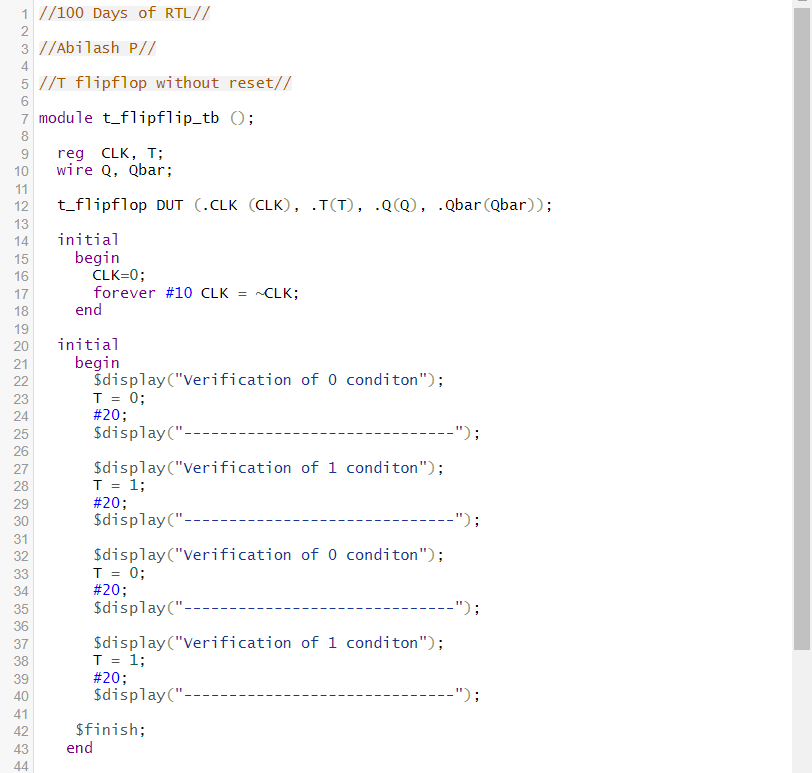 1 //100 Days of RTL//
2
3 //Abilash P//
4
5 //T flipflop without reset//
6
7 module t_flipflip_tb ();
8
9   reg  CLK, T;
10   wire Q, Qbar;
11
12   t_flipflop DUT (.CLK (CLK), .T(T), .Q(Q), .Qbar(Qbar));
13
14   initial
15     begin
16       CLK=0;
17       forever #10 CLK = ~CLK;
18     end
19
20   initial
21     begin
22       $display("Verification of 0 conditon");
23       T = 0;
24       #20;
25       $display("------------------------------");
26
27       $display("Verification of 1 conditon");
28       T = 1;
29       #20;
30       $display("------------------------------");
31
32       $display("Verification of 0 conditon");
33       T = 0;
34       #20;
35       $display("------------------------------");
36
37       $display("Verification of 1 conditon");
38       T = 1;
39       #20;
40       $display("------------------------------");
41
42     $finish;
43    end
44